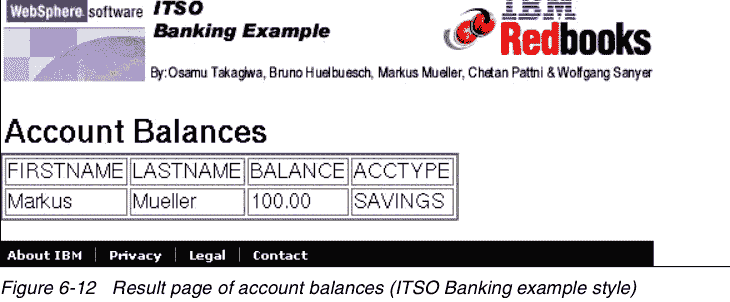 WebSphere. software ITSO
Banking Example
IBM
Redbooks
By: Osamu Takagiwa, Bruno Huelbuesch, Markus Mueller, Chetan Pattni & Wolfgang Sanyer
Account Balances
FIRSTNAME LASTNAME BALANCE ACCTYPE
Markus Mueller 100.00 SAVINGS
About IBM | Privacy | Legal | Contact
Figure 6-12 Result page of account balances (ITSO Banking example style)